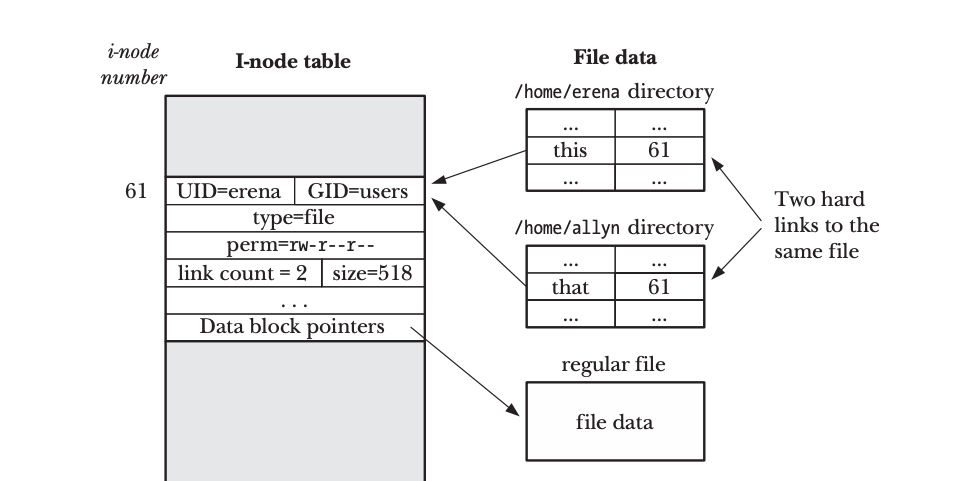 i-node
number
I-node table
File data
/home/erena directory
... ...
this 61
... ...
61
UID=erena GID=users
type=file
perm=rw-r--r--
link count = 2 size=518
. . .
Data block pointers
/home/allyn directory
... ...
that 61
... ...
Two hard
links to the
same file
regular file
file data